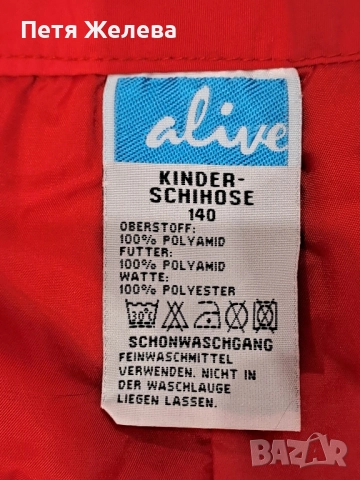 Петя Желева
alive
KINDER-
SCHIHOSE
140
OBERSTOFF:
100% POLYAMID
FUTTER:
100% POLYAMID
WATTE:
100% POLYESTER
30°
SCHONWASCHGANG
FEINWASCHMITTEL
VERWENDEN. NICHT IN
DER WASCHLAUGE
LIEGEN LASSEN.
BAZAR